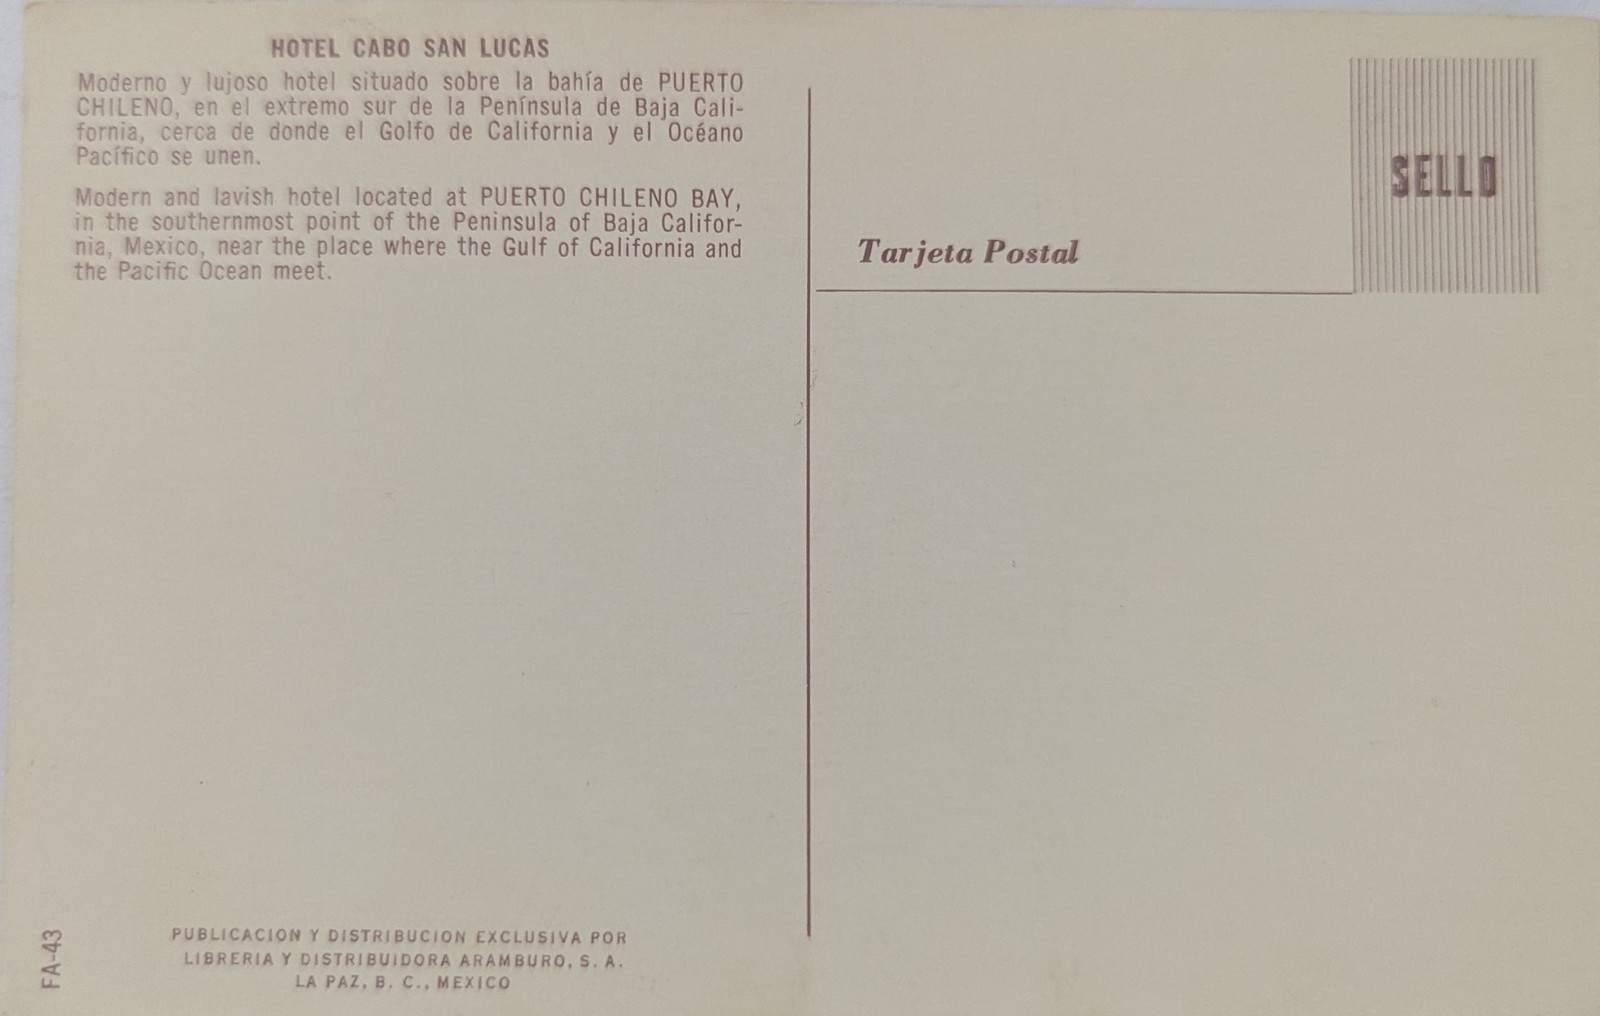 HOTEL CABO SAN LUCAS
Moderno y lujoso hotel situado sobre la bahía de PUERTO
CHILENO, en el extremo sur de la Península de Baja Cali-
fornia, cerca de donde el Golfo de California y el Océano
Pacífico se unen.
Modern and lavish hotel located at PUERTO CHILENO BAY,
in the southernmost point of the Peninsula of Baja Califor-
nia, Mexico, near the place where the Gulf of California and
the Pacific Ocean meet.
SELLO
Tarjeta Postal
FA-43
PUBLICACION Y DISTRIBUCION EXCLUSIVA POR
LIBRERIA Y DISTRIBUIDORA ARAMBURO, S. A.
LA PAZ, B. C., MEXICO